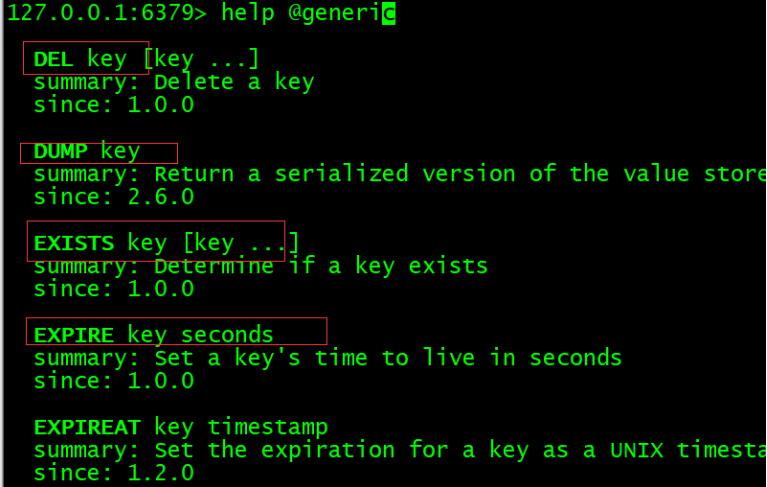 127.0.0.1:6379> help @generic
DEL key [key ...]
summary: Delete a key
since: 1.0.0
DUMP key
summary: Return a serialized version of the value store
since: 2.6.0
EXISTS key [key ...]
summary: Determine if a key exists
since: 1.0.0
EXPIRE key seconds
summary: Set a key's time to live in seconds
since: 1.0.0
EXPIREAT key timestamp
summary: Set the expiration for a key as a UNIX timesta
since: 1.2.0